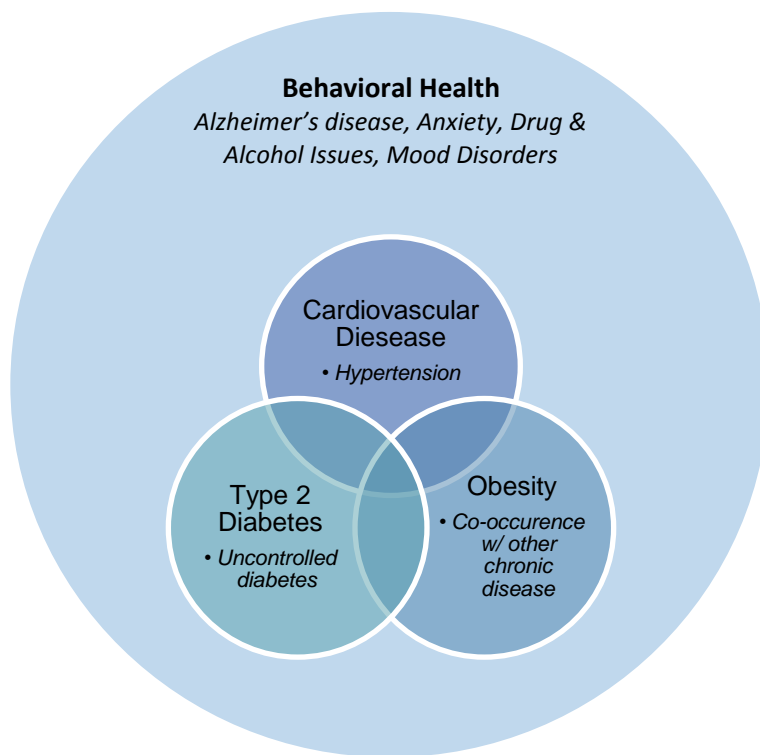 Behavioral Health
Alzheimer’s disease, Anxiety, Drug &
Alcohol Issues, Mood Disorders
Cardiovascular
Diesease
• Hypertension
Type 2
Diabetes
• Uncontrolled
diabetes
Obesity
• Co-occurence
w/ other
chronic
disease